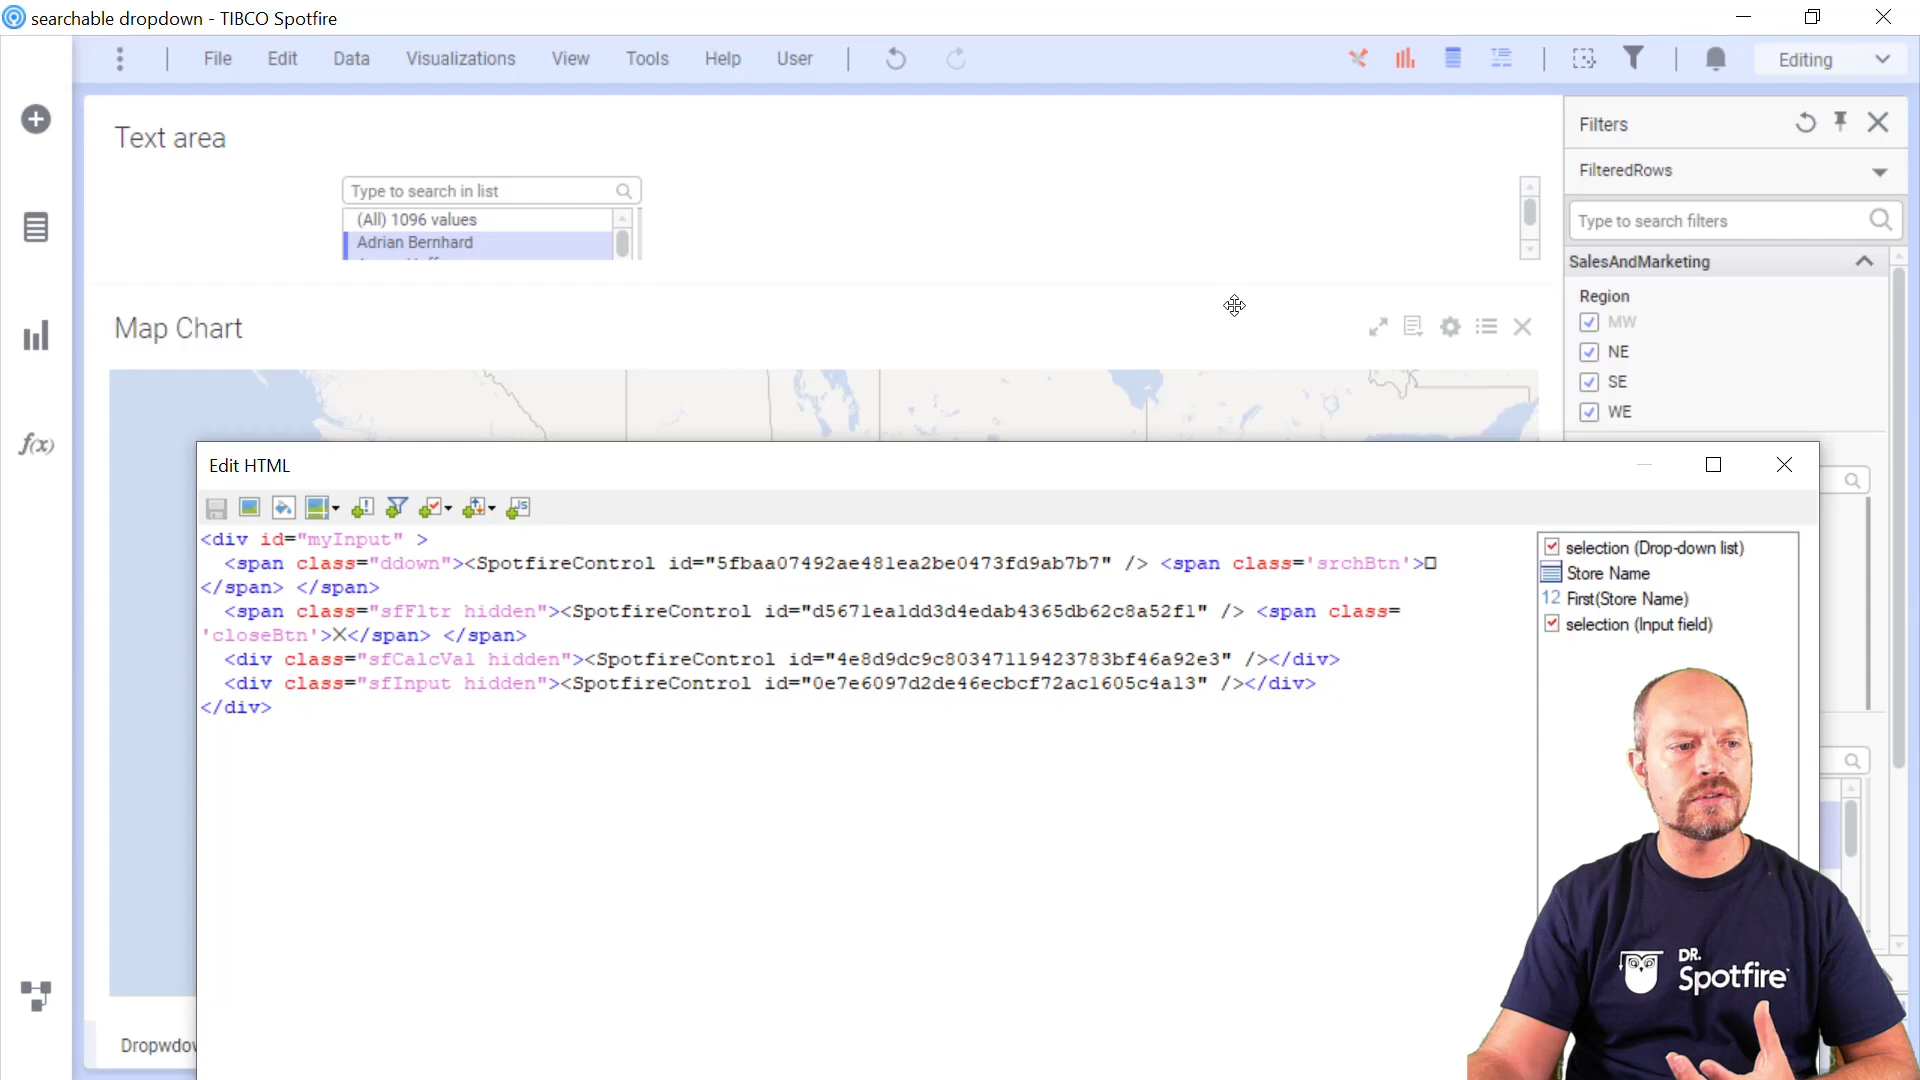 searchable dropdown - TIBCO Spotfire
File Edit Data Visualizations View Tools Help User Editing
Text area
Type to search in list
(All) 1096 values
Adrian Bernhard
Map Chart
Filters
FilteredRows
Type to search filters
SalesAndMarketing
Region
MW
NE
SE
WE
f(x)
Edit HTML
<div id="myInput" >
<span class="ddown"><SpotfireControl id="5fbaa07492ae481ea2be0473fd9ab7b7" /> <span class='srchBtn'>□
</span> </span>
<span class="sfFltr hidden"><SpotfireControl id="d5671ea1dd3d4edab4365db62c8a52f1" /> <span class=
'closeBtn'>X</span> </span>
<div class="sfCalcVal hidden"><SpotfireControl id="4e8d9dc9c80347119423783bf46a92e3" /></div>
<div class="sfInput hidden"><SpotfireControl id="0e7e6097d2de46ecbcf72ac1605c4a13" /></div>
</div>
JS
selection (Drop-down list)
Store Name
12 First(Store Name)
selection (Input field)
DR.
Spotfire
Dropwdow